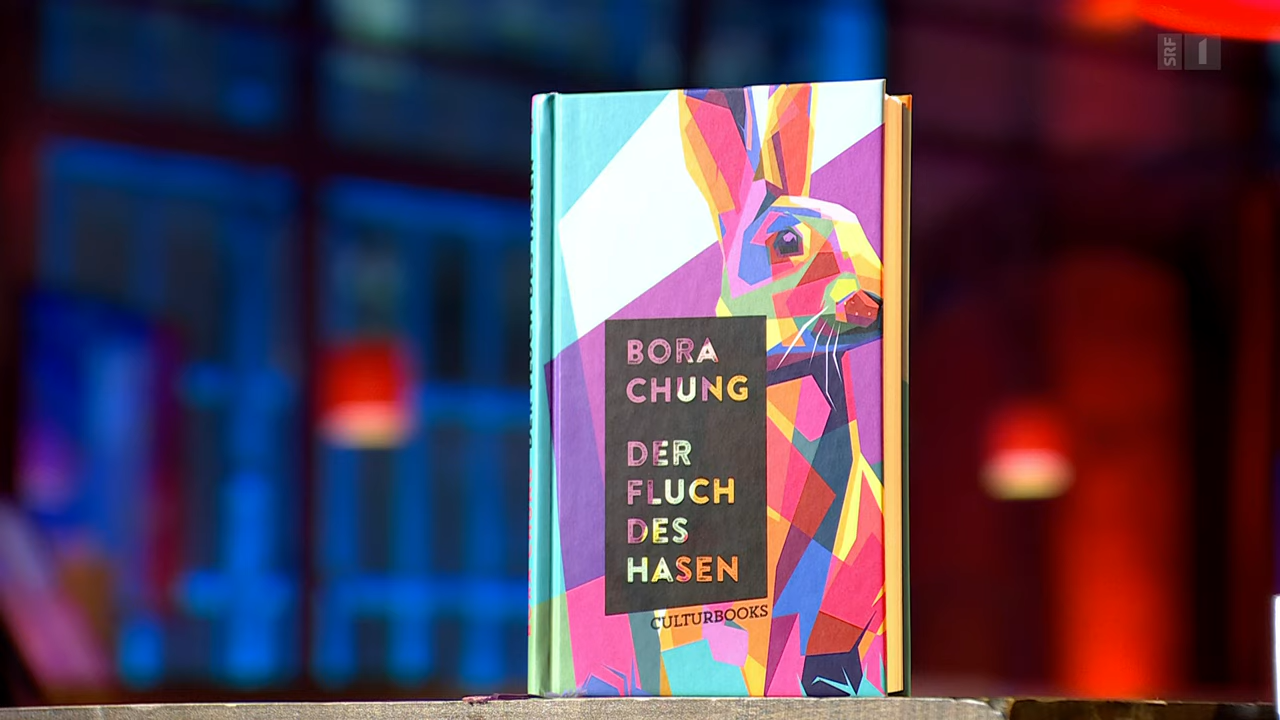 SRF 1
BORA
CHUNG
DER
FLUCH
DES
HASEN
CULTURBOOKS